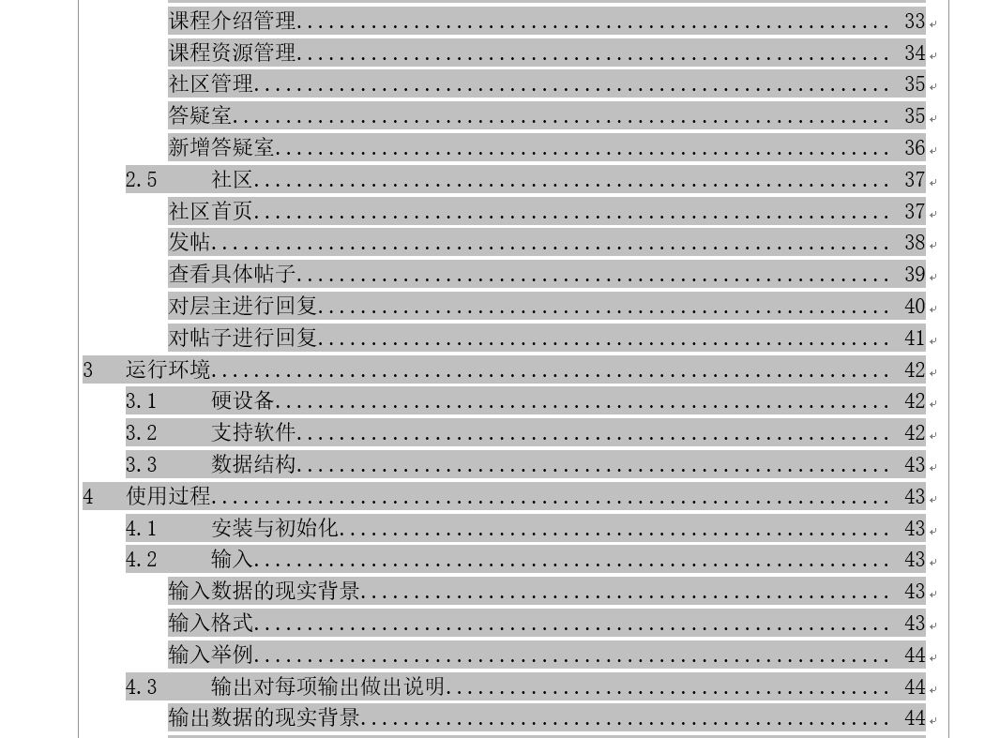 课程介绍管理........................................................ 33
课程资源管理........................................................ 34
社区管理............................................................ 35
答疑室.............................................................. 35
新增答疑室.......................................................... 36
2.5 社区............................................................ 37
社区首页............................................................ 37
发帖................................................................ 38
查看具体帖子........................................................ 39
对层主进行回复...................................................... 40
对帖子进行回复...................................................... 41
3 运行环境................................................................ 42
3.1 硬设备.......................................................... 42
3.2 支持软件........................................................ 42
3.3 数据结构........................................................ 43
4 使用过程................................................................ 43
4.1 安装与初始化.................................................... 43
4.2 输入............................................................ 43
输入数据的现实背景.................................................. 43
输入格式............................................................ 43
输入举例............................................................ 44
4.3 输出对每项输出做出说明.......................................... 44
输出数据的现实背景.................................................. 44